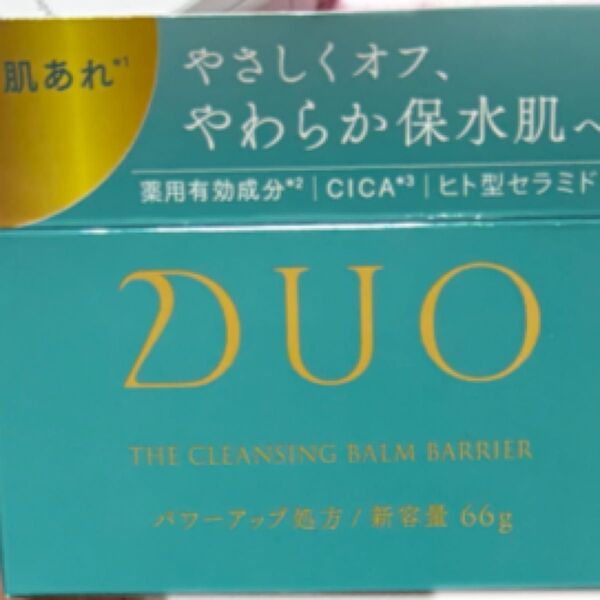 肌あれ*1
やさしくオフ、
やわらか保水肌へ
薬用有効成分*2 | CICA*3 | ヒト型セラミド
DUO
THE CLEANSING BALM BARRIER
パワーアップ処方 / 新容量 66g